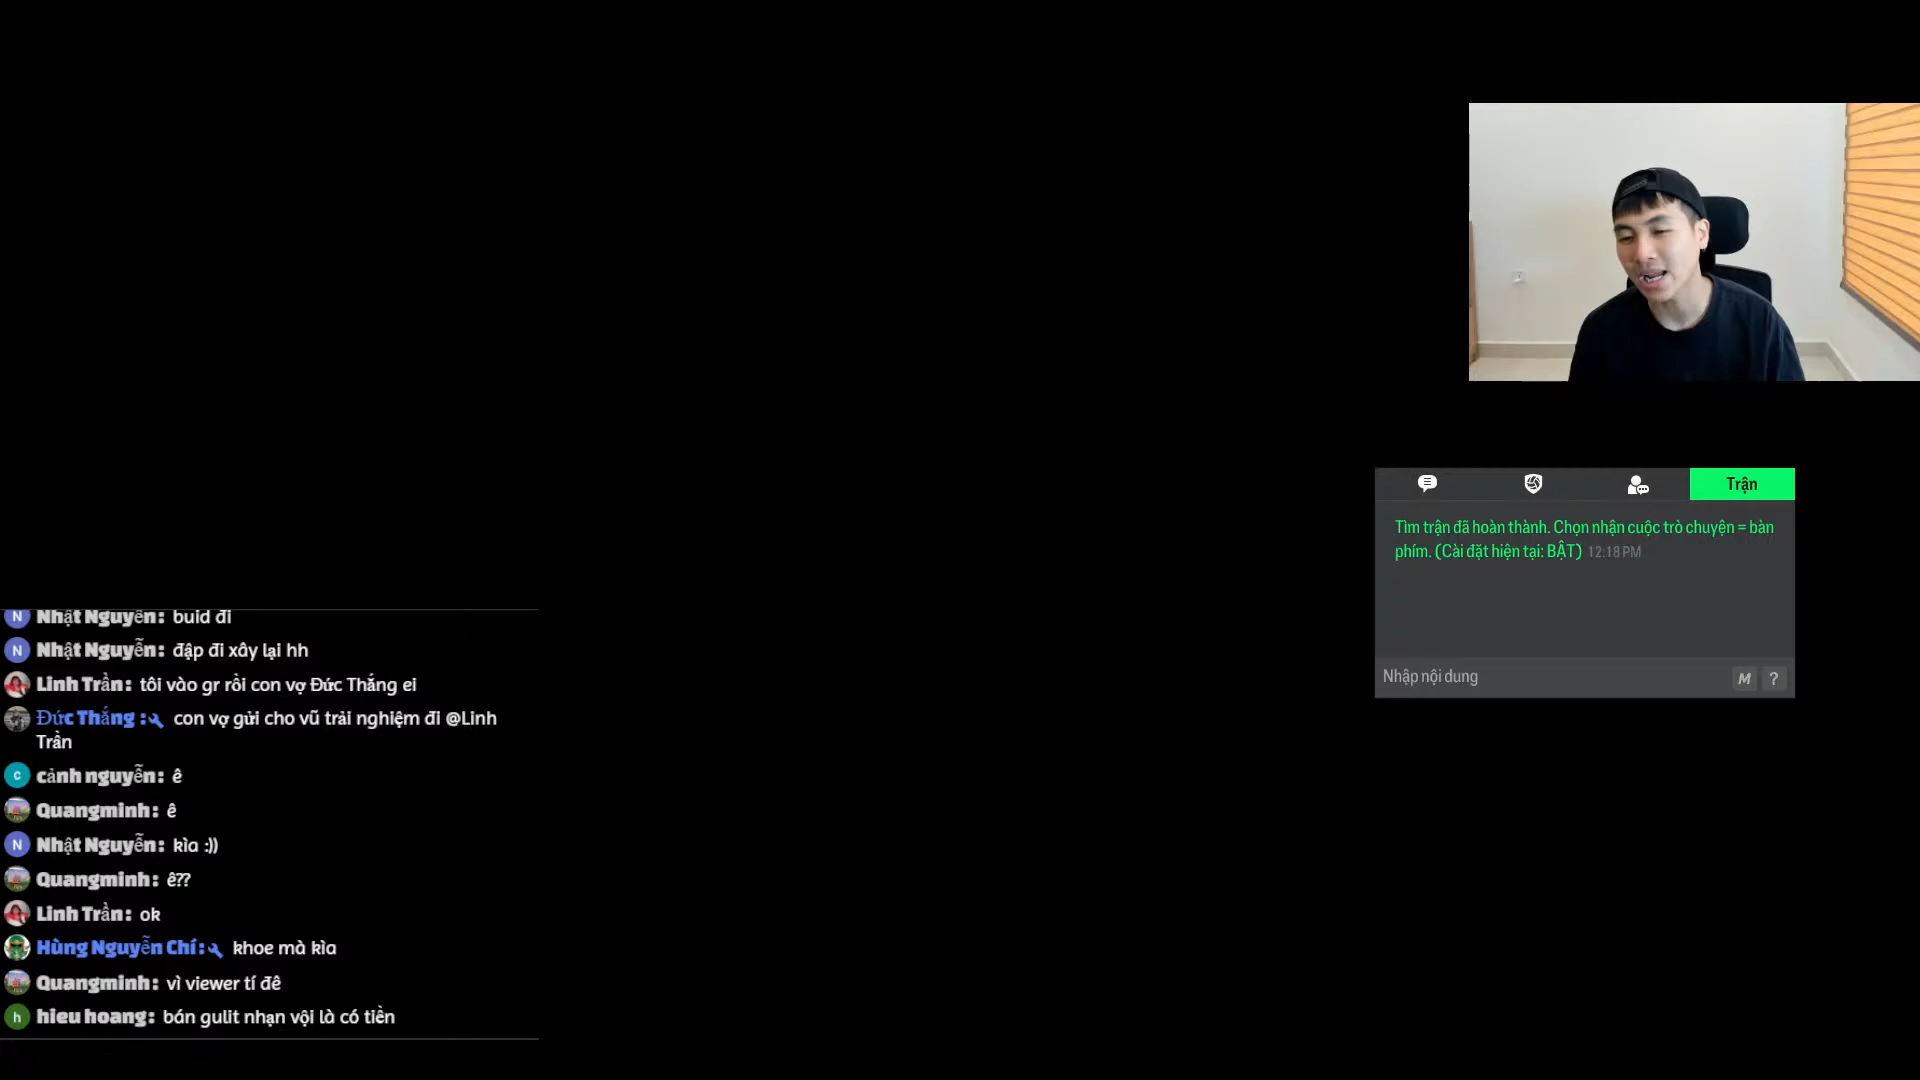 Trận
Tìm trận đã hoàn thành. Chọn nhận cuộc trò chuyện = bàn
phím. (Cài đặt hiện tại: BẬT) 12:18 PM
Nhập nội dung
M ?
N Nhật Nguyễn: buid đi
N Nhật Nguyễn: đập đi xây lại hh
Linh Trần: tôi vào gr rồi con vợ Đức Thắng ei
Đức Thắng : con vợ gửi cho vũ trải nghiệm đi @Linh
Trần
c cảnh nguyễn: ê
Quangminh: ê
N Nhật Nguyễn: kìa :))
Quangminh: ê??
Linh Trần: ok
Hùng Nguyễn Chí: khoe mà kìa
Quangminh: vì viewer tí đê
h hieu hoang: bán gulit nhạn vội là có tiền